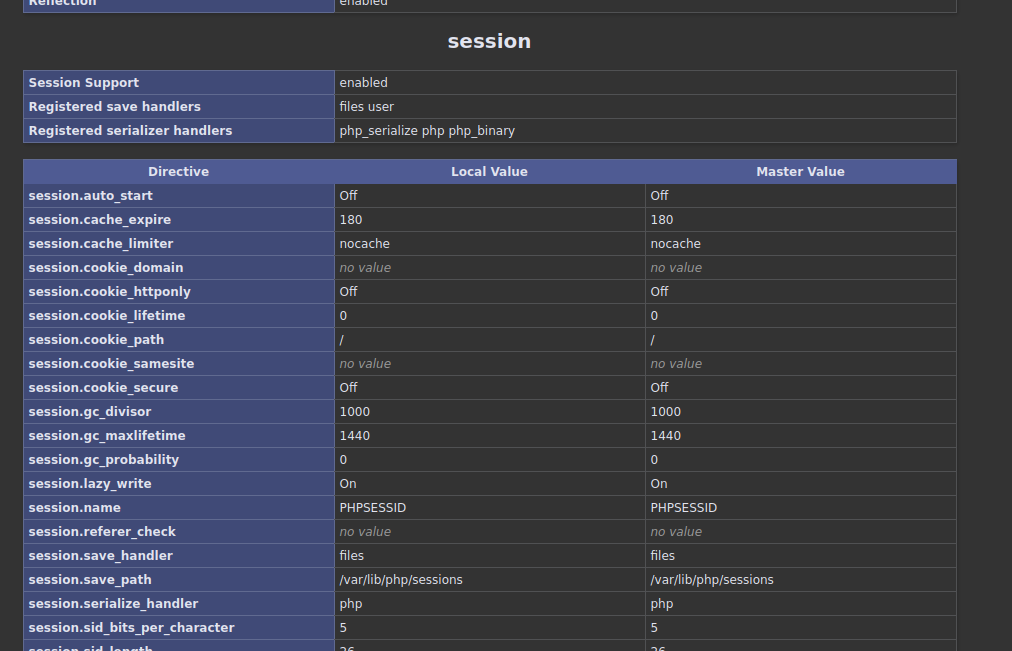 Reflection enabled
session
Session Support enabled
Registered save handlers files user
Registered serializer handlers php_serialize php php_binary
Directive Local Value Master Value
session.auto_start Off Off
session.cache_expire 180 180
session.cache_limiter nocache nocache
session.cookie_domain no value no value
session.cookie_httponly Off Off
session.cookie_lifetime 0 0
session.cookie_path / /
session.cookie_samesite no value no value
session.cookie_secure Off Off
session.gc_divisor 1000 1000
session.gc_maxlifetime 1440 1440
session.gc_probability 0 0
session.lazy_write On On
session.name PHPSESSID PHPSESSID
session.referer_check no value no value
session.save_handler files files
session.save_path /var/lib/php/sessions /var/lib/php/sessions
session.serialize_handler php php
session.sid_bits_per_character 5 5
session.sid_length 26 26